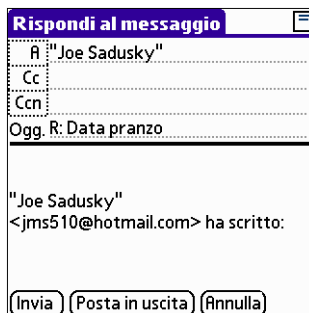 Rispondi al messaggio
A "Joe Sadusky"
Cc
Ccn
Ogg. R: Data pranzo
"Joe Sadusky"
<jms510@hotmail.com> ha scritto:
Invia Posta in uscita Annulla